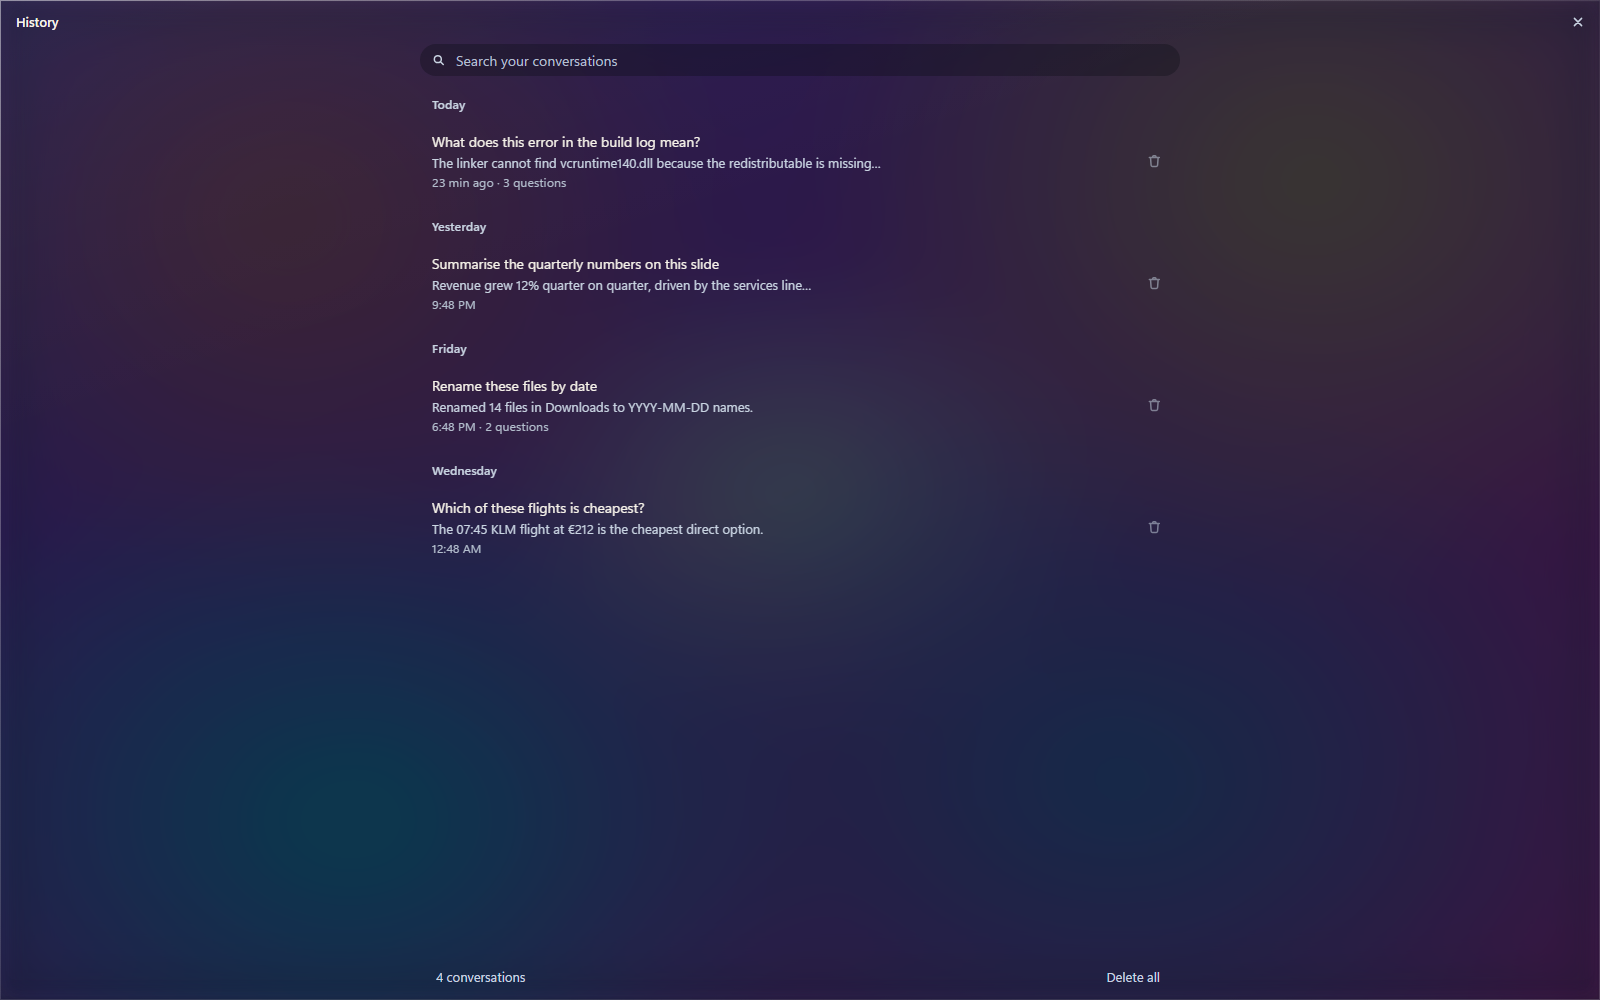 History
Search your conversations
Today
What does this error in the build log mean?
The linker cannot find vcruntime140.dll because the redistributable is missing...
23 min ago · 3 questions
Yesterday
Summarise the quarterly numbers on this slide
Revenue grew 12% quarter on quarter, driven by the services line...
9:48 PM
Friday
Rename these files by date
Renamed 14 files in Downloads to YYYY-MM-DD names.
6:48 PM · 2 questions
Wednesday
Which of these flights is cheapest?
The 07:45 KLM flight at €212 is the cheapest direct option.
12:48 AM
4 conversations
Delete all